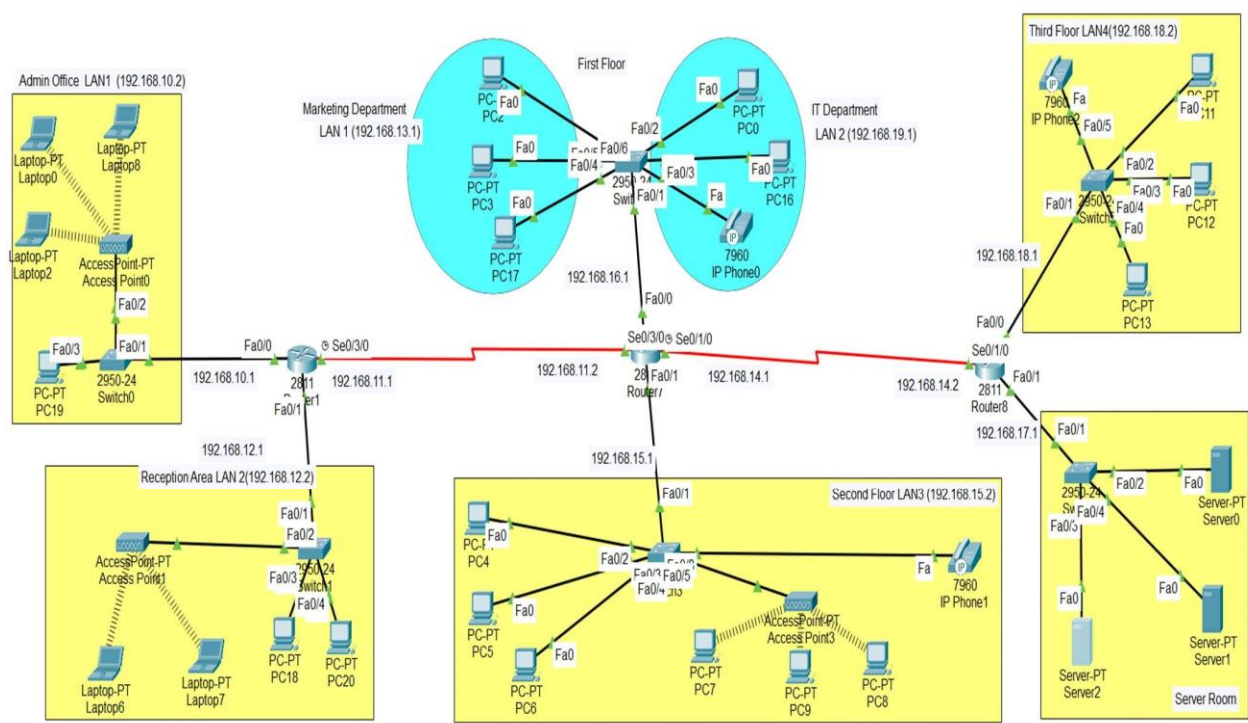 Admin Office LAN1 (192.168.10.2)
Laptop-PT
Laptop0
Laptop-PT
Laptop8
Laptop-PT
Laptop2
AccessPoint-PT
Access Point0
Fa0/2
Fa0/3
Fa0/1
PC-PT
PC19
2950-24
Switch0
Fa0/0
192.168.10.1
2811
Fa0/1
Se0/3/0
192.168.11.1
192.168.12.1
Reception Area LAN 2(192.168.12.2)
Fa0/1
Fa0/2
AccessPoint-PT
Access Point1
2950-24
Switch1
Fa0/3
Fa0/4
Laptop-PT
Laptop6
Laptop-PT
Laptop7
PC-PT
PC18
PC-PT
PC20
First Floor
Marketing Department
LAN 1 (192.168.13.1)
PC2
Fa0
Fa0
PC-PT
PC3
Fa0
PC-PT
PC17
Fa0/6
Fa0/4
Fa0/2
Fa0/3
Fa0/1
IT Department
LAN 2 (192.168.19.1)
Fa0
PC-PT
PC0
Fa0
PC-PT
PC16
Fa
IP
7960
IP Phone0
192.168.16.1
Fa0/0
Se0/3/0
Se0/1/0
192.168.11.2
Fa0/1
192.168.14.1
192.168.15.1
Second Floor LAN3 (192.168.15.2)
Fa0/1
Fa0
PC4
Fa0
PC-PT
PC5
Fa0
PC-PT
PC6
Fa0/2
Fa0/5
AccessPoint-PT
Access Point3
PC-PT
PC7
PC-PT
PC9
PC-PT
PC8
Fa
IP
7960
IP Phone1
Third Floor LAN4(192.168.18.2)
IP
7960
Fa
Fa0/5
Fa0
Fa0/2
Fa0/1
Fa0/3
Fa0/4
Fa0
PC-PT
PC12
Fa0
PC-PT
PC13
192.168.18.1
Fa0/0
Se0/1/0
Fa0/1
192.168.14.2
2811
Router8
192.168.17.1
Fa0/1
2950-24
Fa0/2
Fa0/4
Fa0
Server-PT
Server0
Fa0
Server-PT
Server2
Fa0
Server-PT
Server1
Server Room